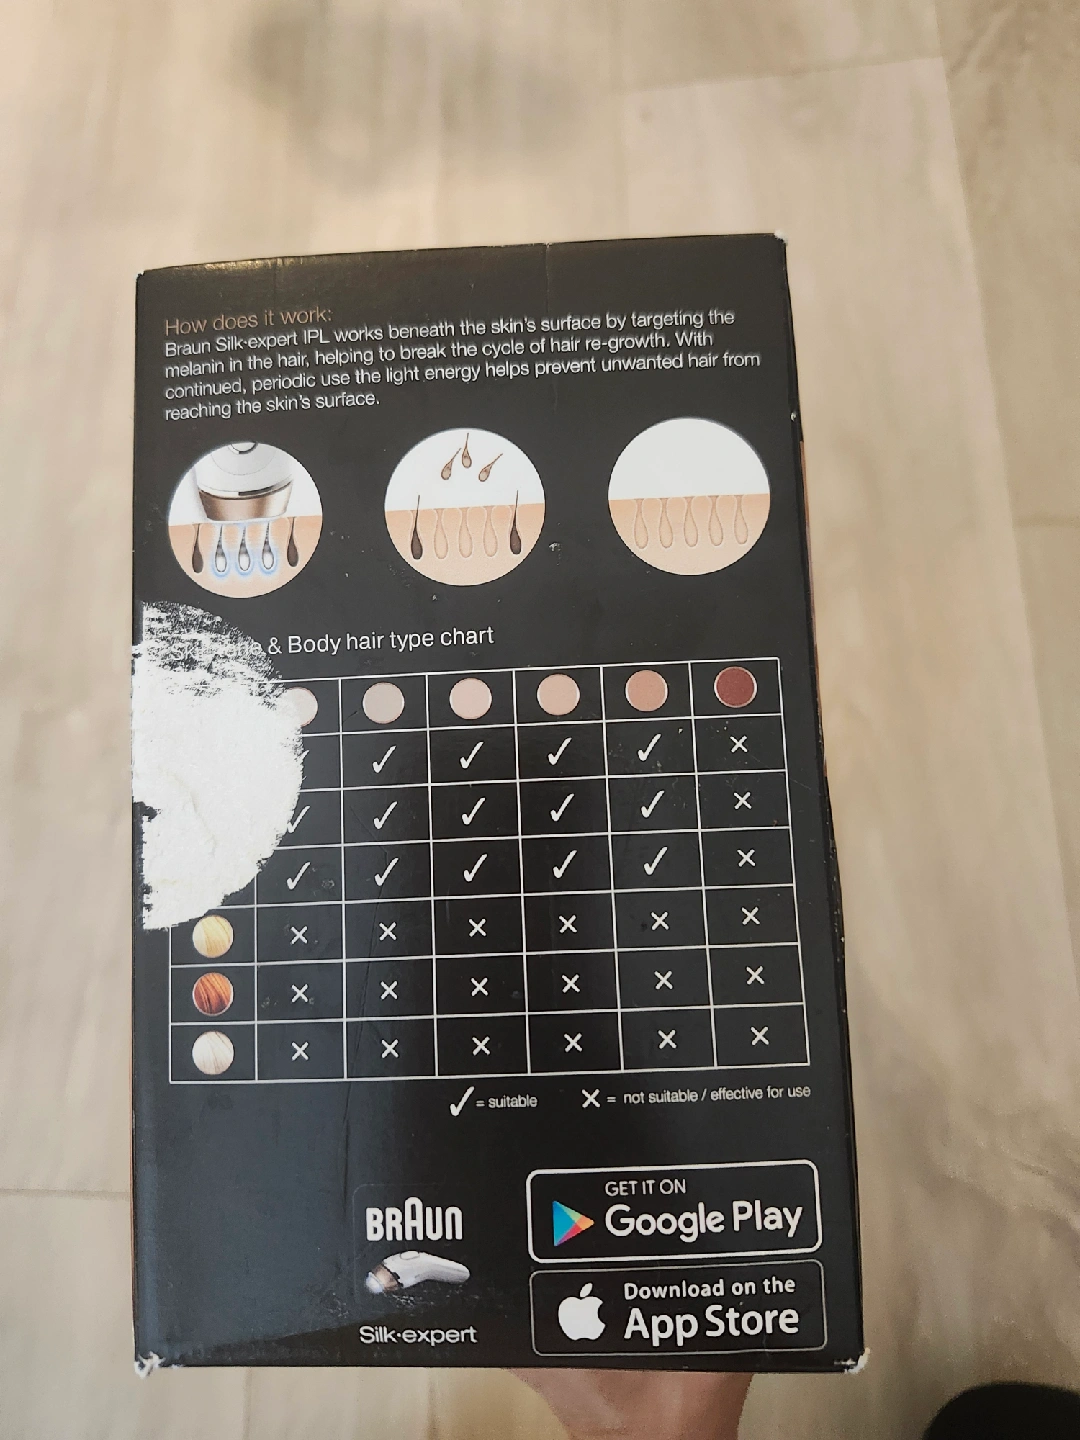 How does it work:
Braun Silk·expert IPL works beneath the skin's surface by targeting the
melanin in the hair, helping to break the cycle of hair re-growth. With
continued, periodic use the light energy helps prevent unwanted hair from
reaching the skin's surface.
& Body hair type chart
✓ ✓ ✓ ✓ ✓ ×
✓ ✓ ✓ ✓ ✓ ×
✓ ✓ ✓ ✓ ✓ ×
× × × × × ×
× × × × × ×
× × × × × ×
✓ = suitable × = not suitable / effective for use
BRAUN
Silk·expert
GET IT ON
Google Play
Download on the
App Store